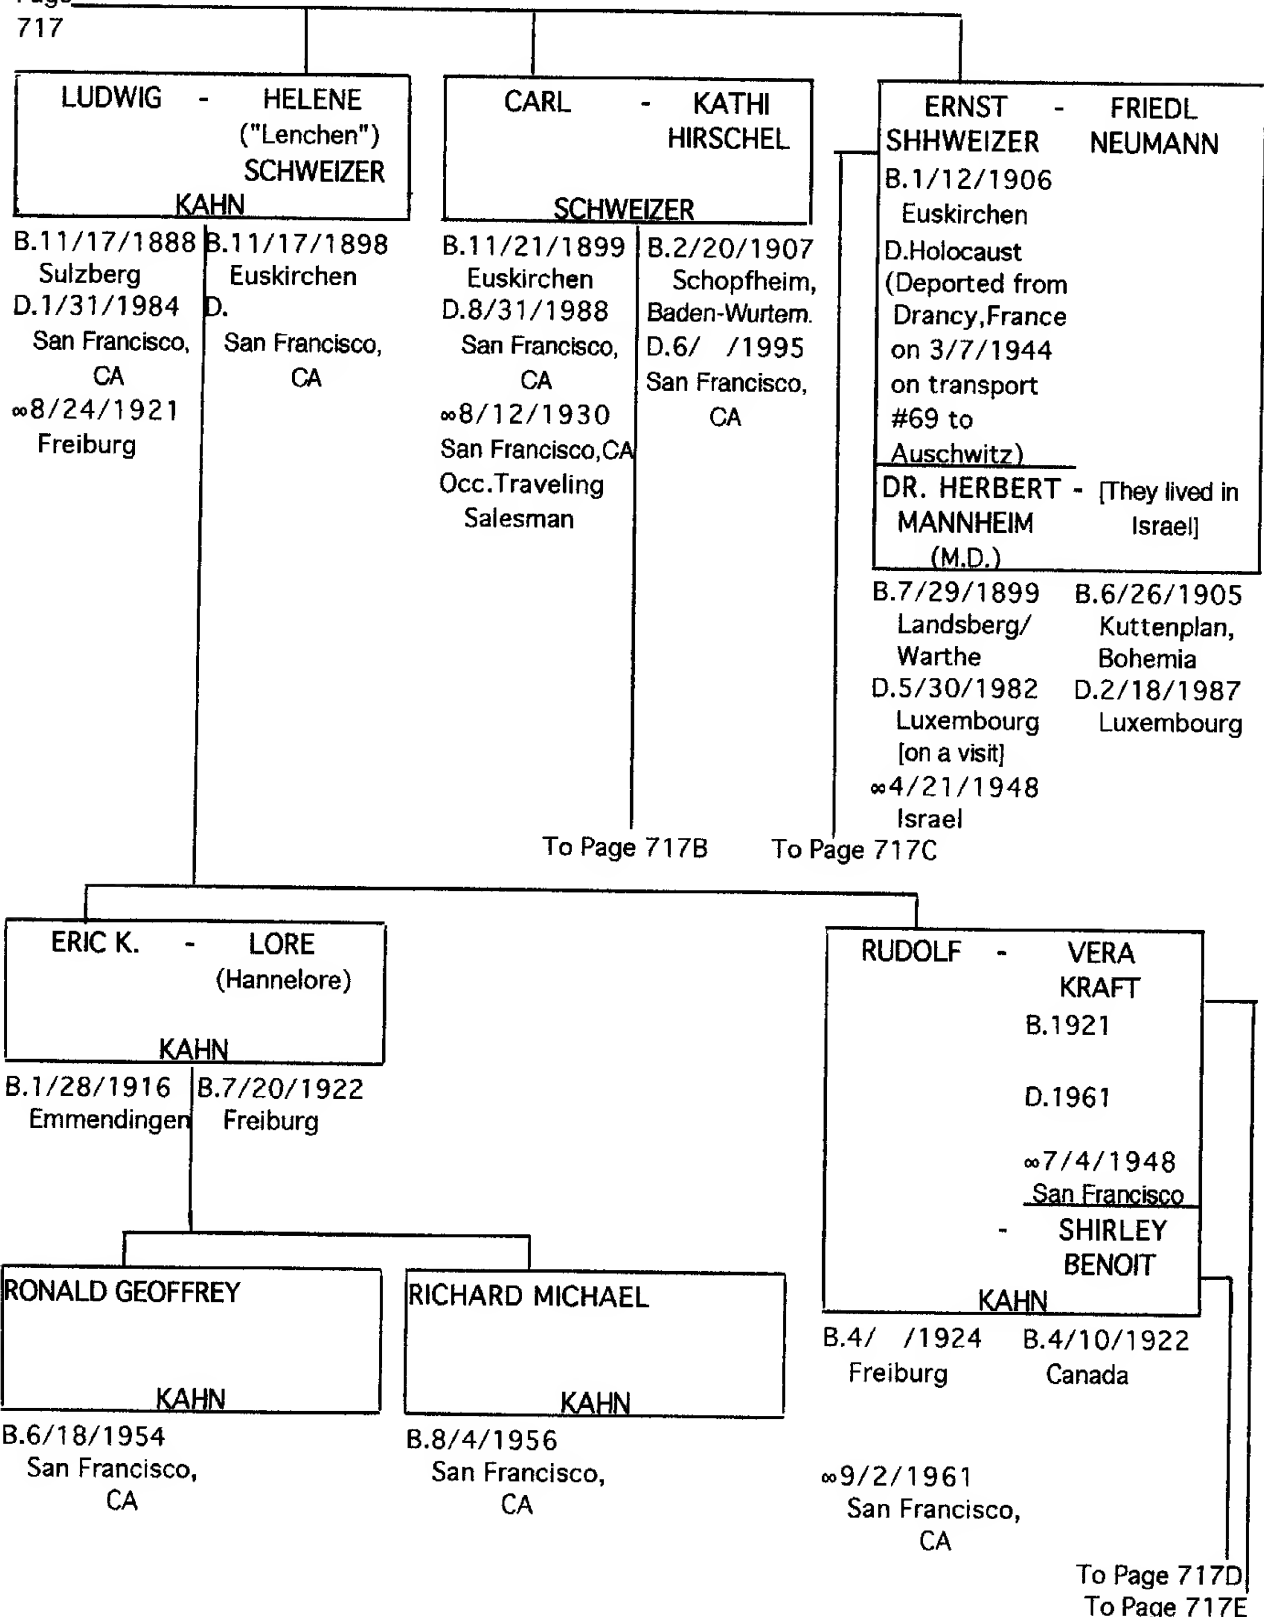 Page
717
LUDWIG - HELENE
("Lenchen")
SCHWEIZER
KAHN
B.11/17/1888 B.11/17/1898
Sulzberg Euskirchen
D.1/31/1984 D.
San Francisco, San Francisco,
CA CA
∞8/24/1921
Freiburg
CARL - KATHI
HIRSCHEL
SCHWEIZER
B.11/21/1899 B.2/20/1907
Euskirchen Schopfheim,
D.8/31/1988 Baden-Wurtem.
San Francisco, D.6/ /1995
CA San Francisco,
∞8/12/1930 CA
San Francisco,CA
Occ.Traveling
Salesman
To Page 717B
ERNST - FRIEDL
SHHWEIZER NEUMANN
B.1/12/1906
Euskirchen
D.Holocaust
(Deported from
Drancy,France
on 3/7/1944
on transport
#69 to
Auschwitz)
DR. HERBERT - [They lived in
MANNHEIM Israel]
(M.D.)
B.7/29/1899 B.6/26/1905
Landsberg/ Kuttenplan,
Warthe Bohemia
D.5/30/1982 D.2/18/1987
Luxembourg Luxembourg
[on a visit]
∞4/21/1948
Israel
To Page 717C
ERIC K. - LORE
(Hannelore)
KAHN
B.1/28/1916 B.7/20/1922
Emmendingen Freiburg
RUDOLF - VERA
KRAFT
B.1921
D.1961
∞7/4/1948
San Francisco
- SHIRLEY
BENOIT
KAHN
B.4/ /1924 B.4/10/1922
Freiburg Canada
∞9/2/1961
San Francisco,
CA
RONALD GEOFFREY
KAHN
B.6/18/1954
San Francisco,
CA
RICHARD MICHAEL
KAHN
B.8/4/1956
San Francisco,
CA
To Page 717D
To Page 717E